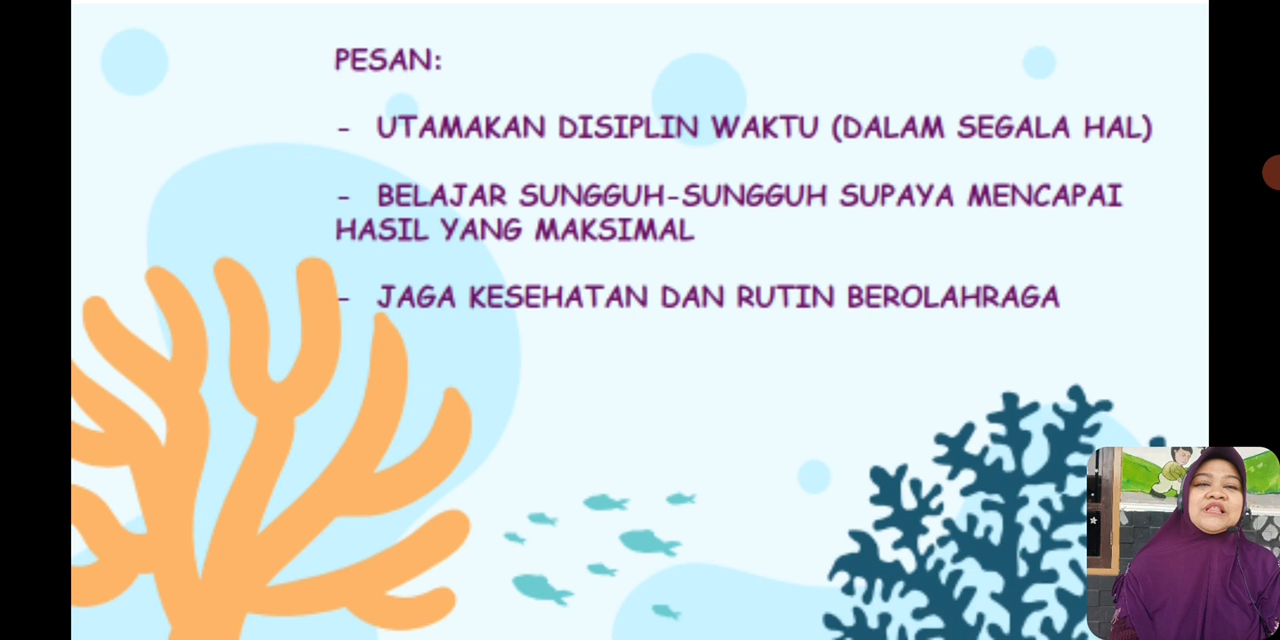 PESAN:
- UTAMAKAN DISIPLIN WAKTU (DALAM SEGALA HAL)
- BELAJAR SUNGGUH-SUNGGUH SUPAYA MENCAPAI
HASIL YANG MAKSIMAL
- JAGA KESEHATAN DAN RUTIN BEROLAHRAGA